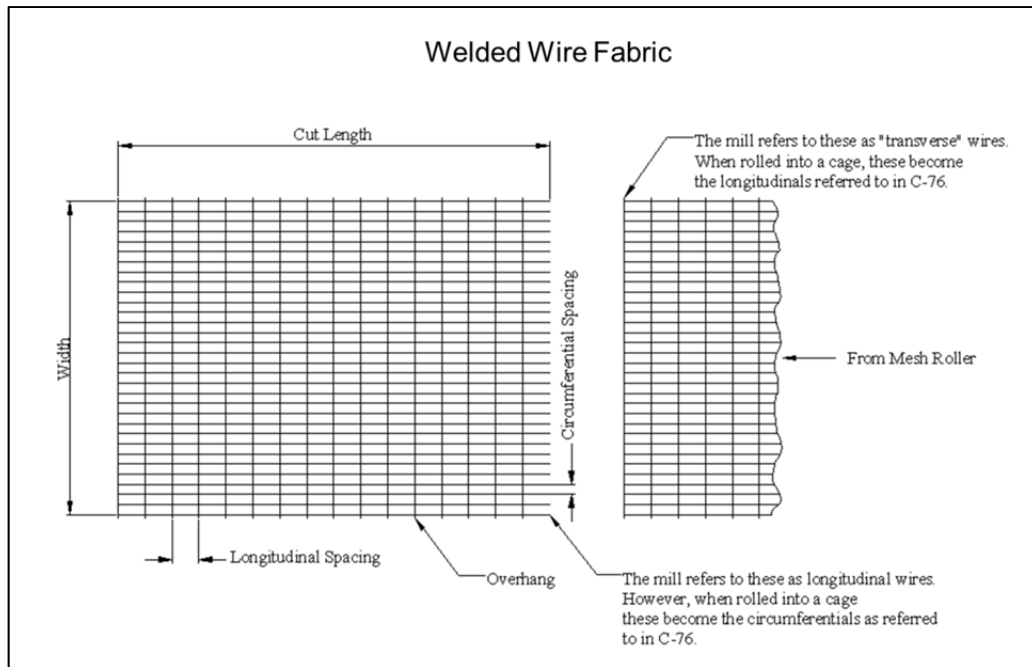 Welded Wire Fabric
Cut Length
The mill refers to these as "transverse" wires.
When rolled into a cage, these become
the longitudinals referred to in C-76.
Width
Circumferential Spacing
From Mesh Roller
Longitudinal Spacing
Overhang
The mill refers to these as longitudinal wires.
However, when rolled into a cage
these become the circumferentials as referred
to in C-76.